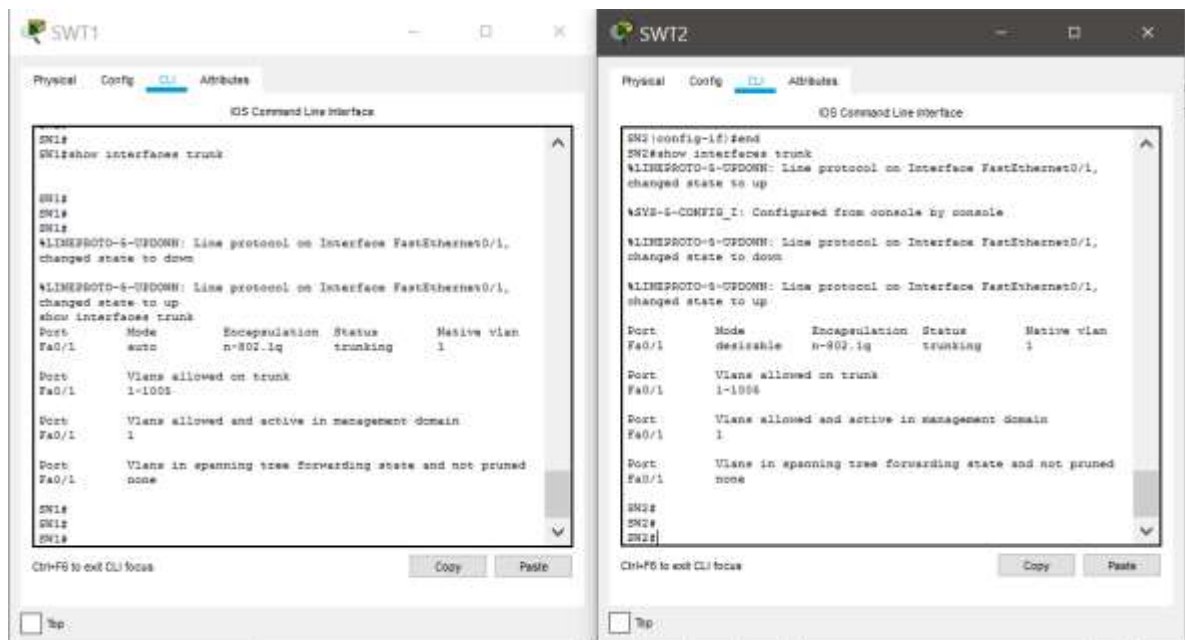 SWT1
Physical Config CLI Attributes
IOS Command Line Interface
SW1#
SW1#show interfaces trunk
SW1#
SW1#
SW1#
%LINEPROTO-5-UPDOWN: Line protocol on Interface FastEthernet0/1,
changed state to down
%LINEPROTO-5-UPDOWN: Line protocol on Interface FastEthernet0/1,
changed state to up
show interfaces trunk
Port Mode Encapsulation Status Native vlan
Fa0/1 auto n-802.1q trunking 1
Port Vlans allowed on trunk
Fa0/1 1-1005
Port Vlans allowed and active in management domain
Fa0/1 1
Port Vlans in spanning tree forwarding state and not pruned
Fa0/1 none
SW1#
SW1#
SW1#
Ctrl+F6 to exit CLI focus
Copy Paste
Top
SWT2
Physical Config CLI Attributes
IOS Command Line Interface
SW2(config-if)#end
SW2#show interfaces trunk
%LINEPROTO-5-UPDOWN: Line protocol on Interface FastEthernet0/1,
changed state to up
%SYS-5-CONFIG_I: Configured from console by console
%LINEPROTO-5-UPDOWN: Line protocol on Interface FastEthernet0/1,
changed state to down
%LINEPROTO-5-UPDOWN: Line protocol on Interface FastEthernet0/1,
changed state to up
Port Mode Encapsulation Status Native vlan
Fa0/1 desirable n-802.1q trunking 1
Port Vlans allowed on trunk
Fa0/1 1-1005
Port Vlans allowed and active in management domain
Fa0/1 1
Port Vlans in spanning tree forwarding state and not pruned
Fa0/1 none
SW2#
SW2#
SW2#
Ctrl+F6 to exit CLI focus
Copy Paste
Top